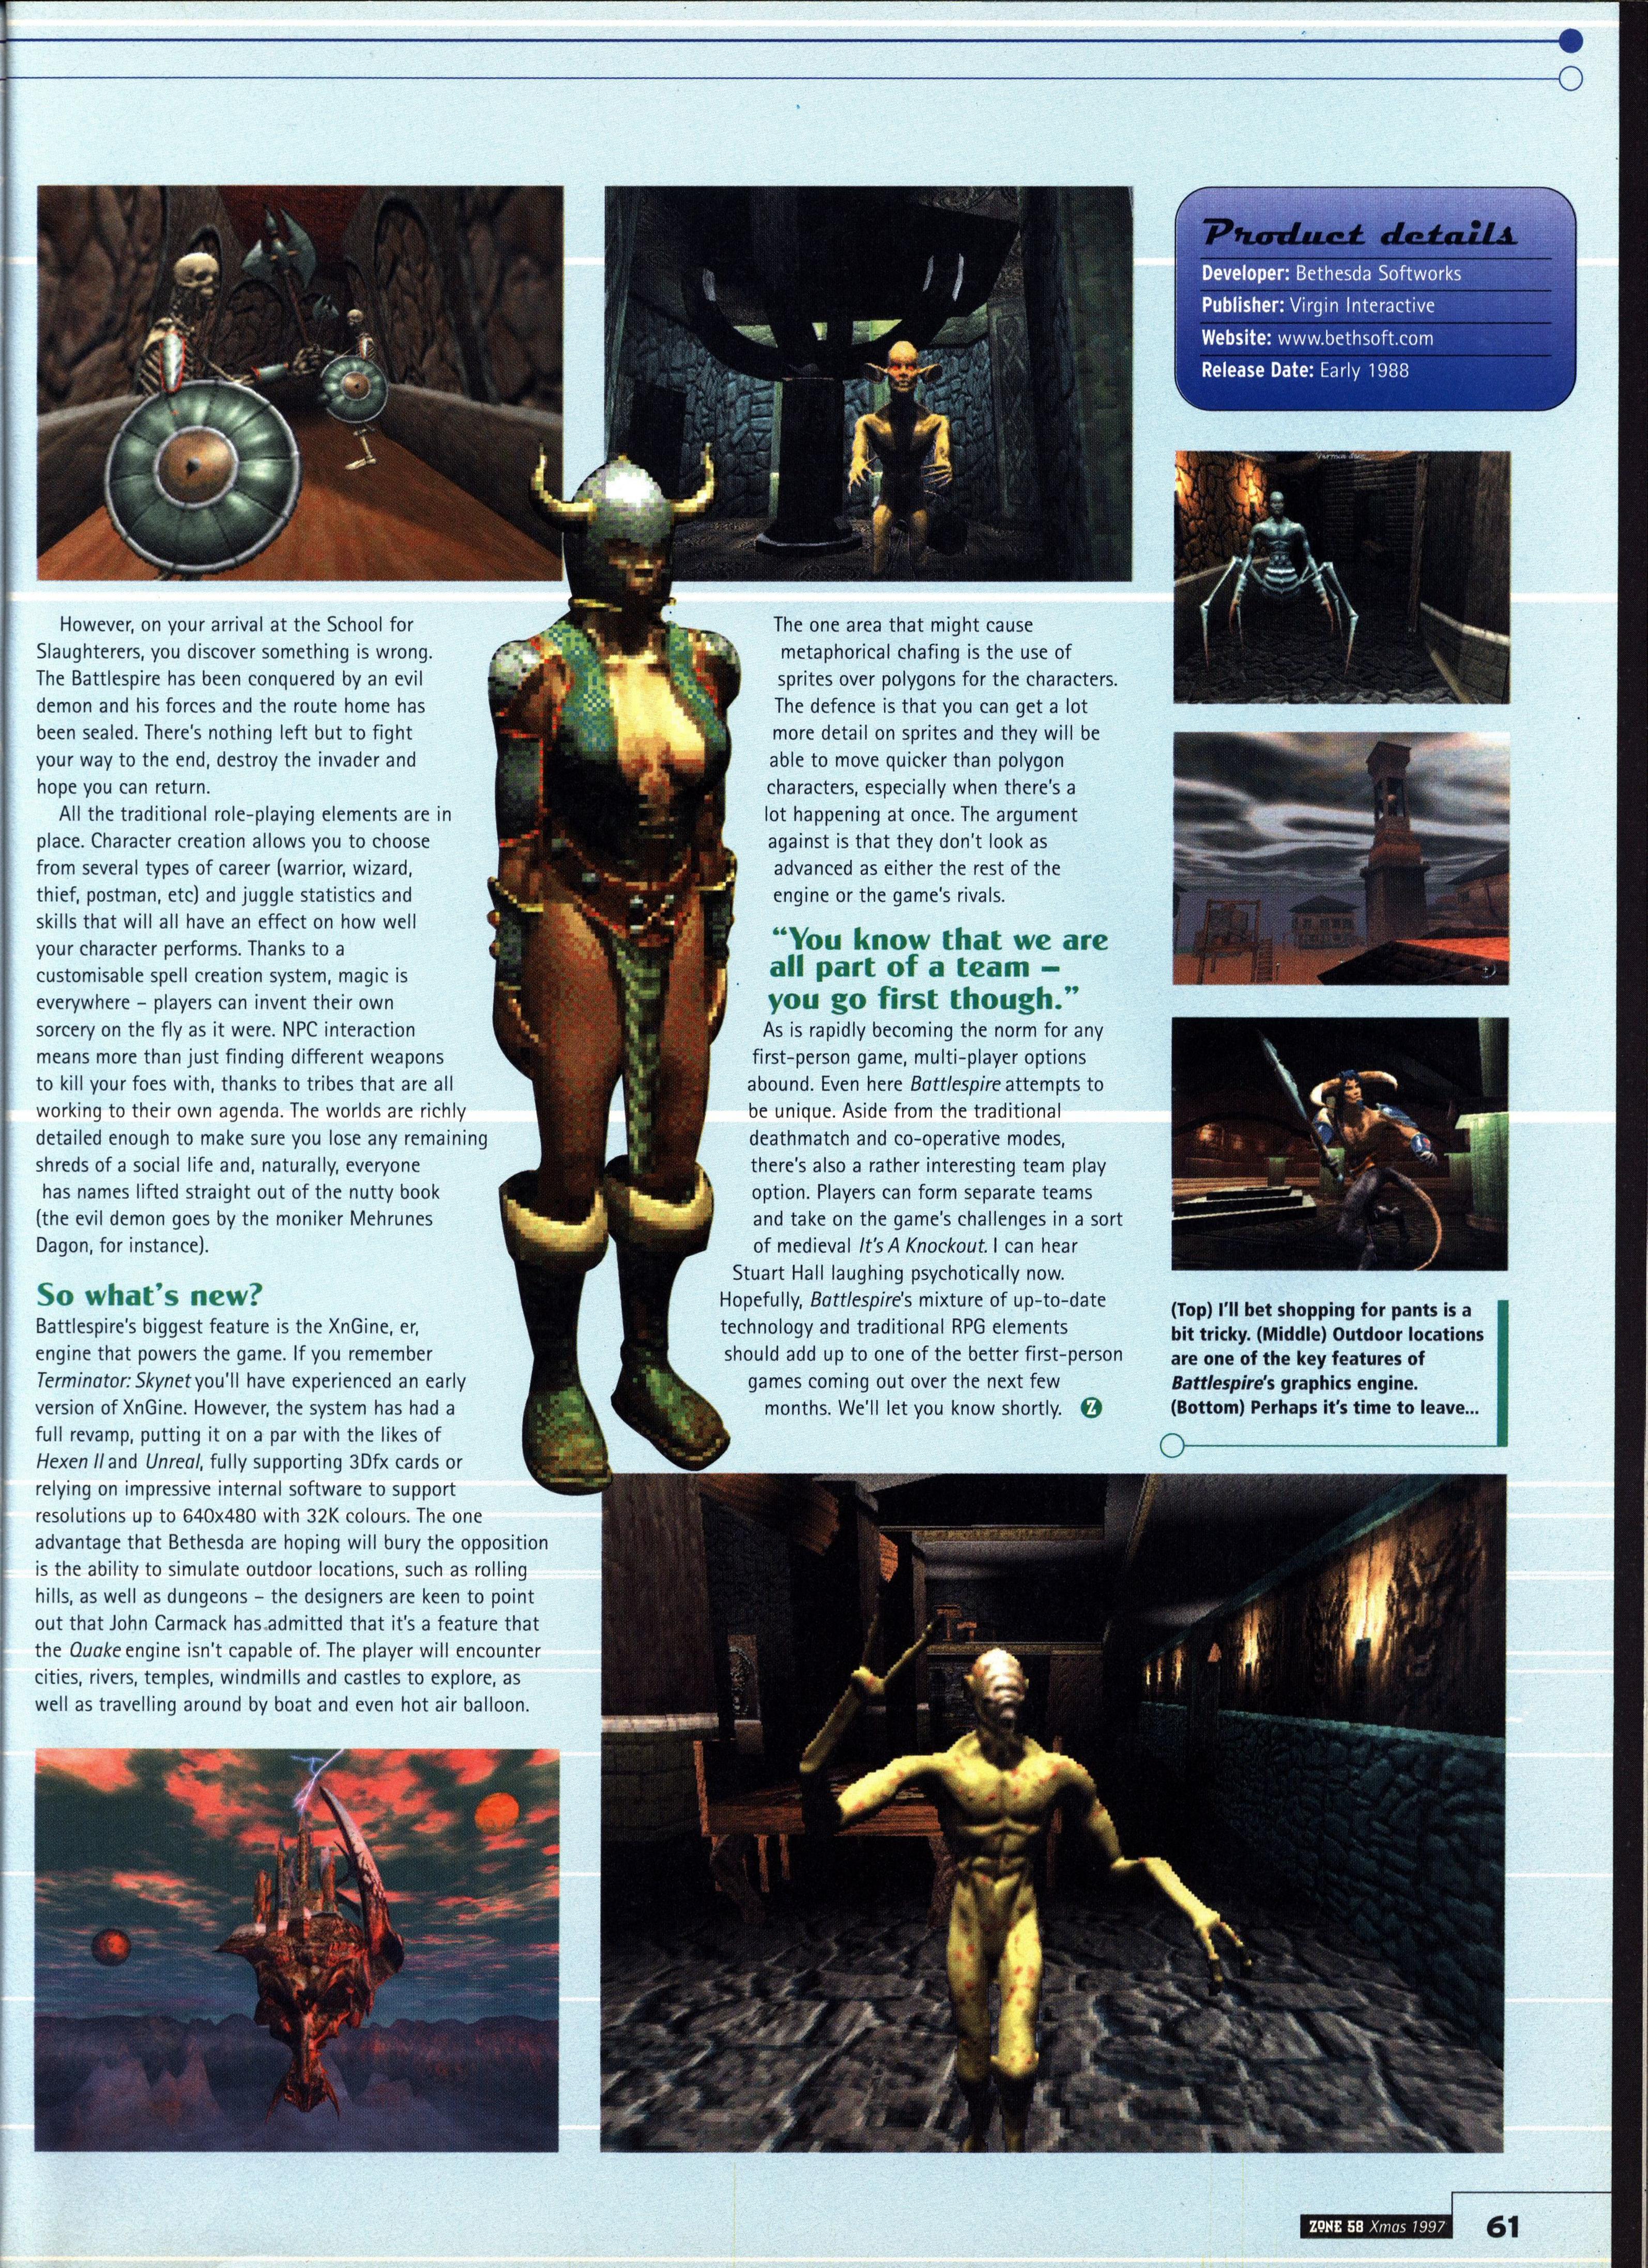 Product details
Developer: Bethesda Softworks
Publisher: Virgin Interactive
Website: www.bethsoft.com
Release Date: Early 1988
However, on your arrival at the School for
Slaughterers, you discover something is wrong.
The Battlespire has been conquered by an evil
demon and his forces and the route home has
been sealed. There's nothing left but to fight
your way to the end, destroy the invader and
hope you can return.
All the traditional role-playing elements are in
place. Character creation allows you to choose
from several types of career (warrior, wizard,
thief, postman, etc) and juggle statistics and
skills that will all have an effect on how well
your character performs. Thanks to a
customisable spell creation system, magic is
everywhere – players can invent their own
sorcery on the fly as it were. NPC interaction
means more than just finding different weapons
to kill your foes with, thanks to tribes that are all
working to their own agenda. The worlds are richly
detailed enough to make sure you lose any remaining
shreds of a social life and, naturally, everyone
has names lifted straight out of the nutty book
(the evil demon goes by the moniker Mehrunes
Dagon, for instance).
So what's new?
Battlespire's biggest feature is the XnGine, er,
engine that powers the game. If you remember
Terminator: Skynet you'll have experienced an early
version of XnGine. However, the system has had a
full revamp, putting it on a par with the likes of
Hexen II and Unreal, fully supporting 3Dfx cards or
relying on impressive internal software to support
resolutions up to 640x480 with 32K colours. The one
advantage that Bethesda are hoping will bury the opposition
is the ability to simulate outdoor locations, such as rolling
hills, as well as dungeons – the designers are keen to point
out that John Carmack has admitted that it's a feature that
the Quake engine isn't capable of. The player will encounter
cities, rivers, temples, windmills and castles to explore, as
well as travelling around by boat and even hot air balloon.
The one area that might cause
metaphorical chafing is the use of
sprites over polygons for the characters.
The defence is that you can get a lot
more detail on sprites and they will be
able to move quicker than polygon
characters, especially when there's a
lot happening at once. The argument
against is that they don't look as
advanced as either the rest of the
engine or the game's rivals.
“You know that we are
all part of a team –
you go first though.”
As is rapidly becoming the norm for any
first-person game, multi-player options
abound. Even here Battlespire attempts to
be unique. Aside from the traditional
deathmatch and co-operative modes,
there's also a rather interesting team play
option. Players can form separate teams
and take on the game's challenges in a sort
of medieval It's A Knockout. I can hear
Stuart Hall laughing psychotically now.
Hopefully, Battlespire's mixture of up-to-date
technology and traditional RPG elements
should add up to one of the better first-person
games coming out over the next few
months. We'll let you know shortly. Z
(Top) I'll bet shopping for pants is a
bit tricky. (Middle) Outdoor locations
are one of the key features of
Battlespire's graphics engine.
(Bottom) Perhaps it's time to leave...
ZONE 58 Xmas 1997 61